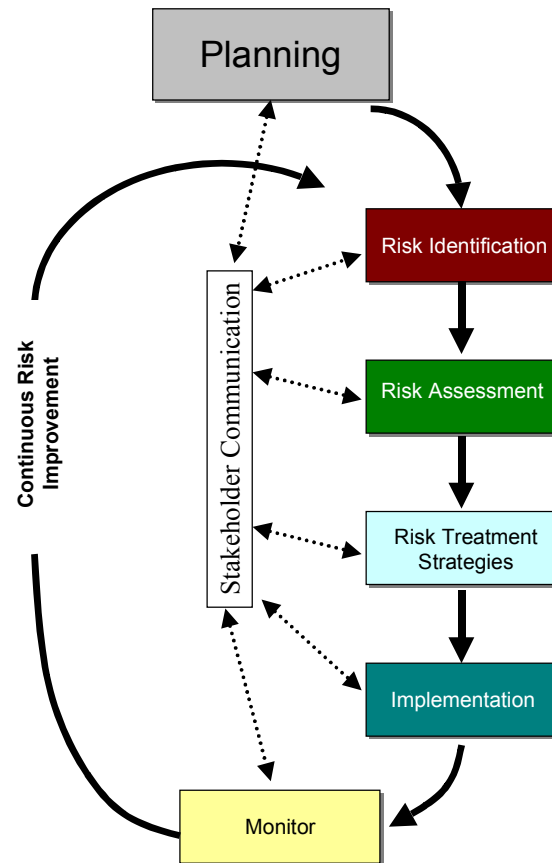 Planning
Risk Identification
Stakeholder Communication
Continuous Risk
Improvement
Risk Assessment
Risk Treatment
Strategies
Implementation
Monitor